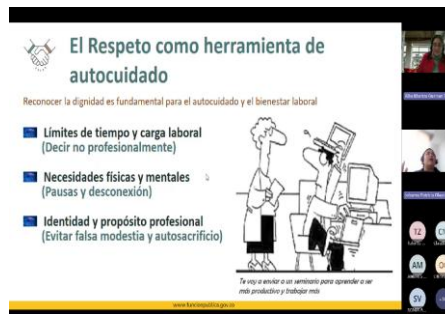 El Respeto como herramienta de
autocuidado
Reconocer la dignidad es fundamental para el autocuidado y el bienestar laboral
Límites de tiempo y carga laboral
(Decir no profesionalmente)
Necesidades físicas y mentales
(Pausas y desconexión)
Identidad y propósito profesional
(Evitar falsa modestia y autosacrificio)
Te voy a enviar a un seminario para aprender a ser
más productivo y trabajar más
www.funcionpublica.gov.co
TZ
AM
SV